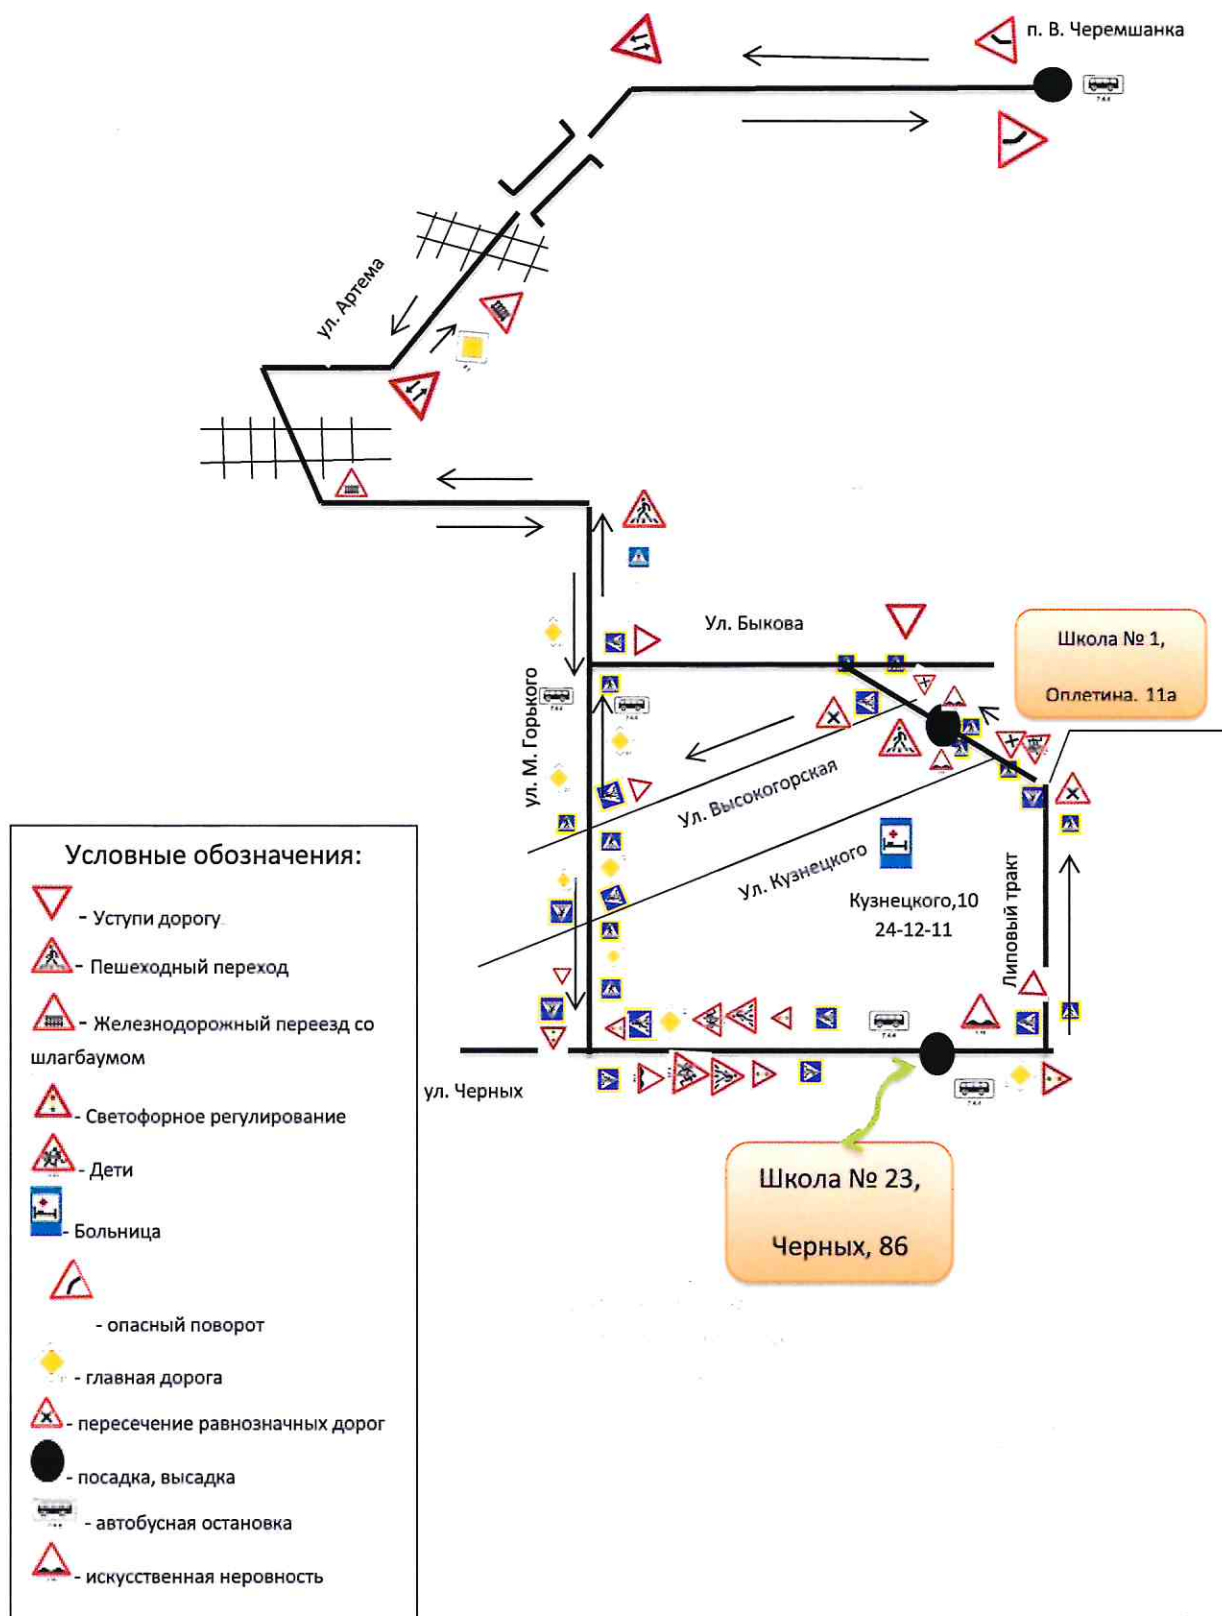 п. В. Черемшанка
ул. Артема
Ул. Быкова
Школа № 1,
Оплетина. 11а
ул. М. Горького
Ул. Высокогорская
Ул. Кузнецкого
Кузнецкого,10
24-12-11
Липовый тракт
ул. Черных
Школа № 23,
Черных, 86
Условные обозначения:
- Уступи дорогу
- Пешеходный переход
- Железнодорожный переезд со
шлагбаумом
- Светофорное регулирование
- Дети
- Больница
- опасный поворот
- главная дорога
- пересечение равнозначных дорог
- посадка, высадка
- автобусная остановка
- искусственная неровность